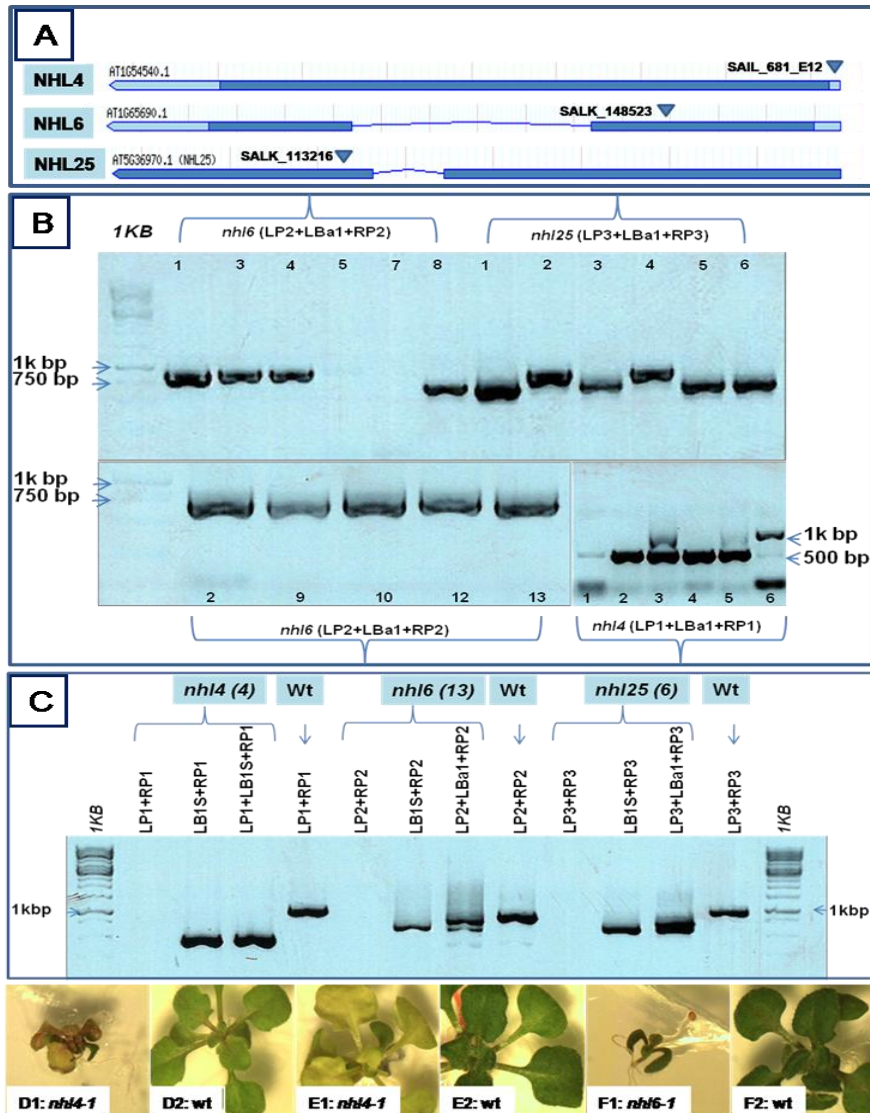 A
NHL4
AT1G54540.1
SAIL_681_E12
NHL6
AT1G65690.1
SALK_148523
NHL25
AT5G36970.1 (NHL25)
SALK_113216
B
1KB
nhl6 (LP2+LBa1+RP2)
nhl25 (LP3+LBa1+RP3)
1 3 4 5 7 8 1 2 3 4 5 6
1k bp
750 bp
1k bp
750 bp
1k bp
500 bp
2 9 10 12 13
1 2 3 4 5 6
nhl6 (LP2+LBa1+RP2)
nhl4 (LP1+LBa1+RP1)
C
nhl4 (4) Wt nhl6 (13) Wt nhl25 (6) Wt
1KB
LP1+RP1
LB1S+RP1
LP1+LB1S+RP1
LP1+RP1
LP2+RP2
LB1S+RP2
LP2+LBa1+RP2
LP2+RP2
LP3+RP3
LB1S+RP3
LP3+LBa1+RP3
LP3+RP3
1KB
1kbp
1kbp
D1: nhl4-1
D2: wt
E1: nhl4-1
E2: wt
F1: nhl6-1
F2: wt